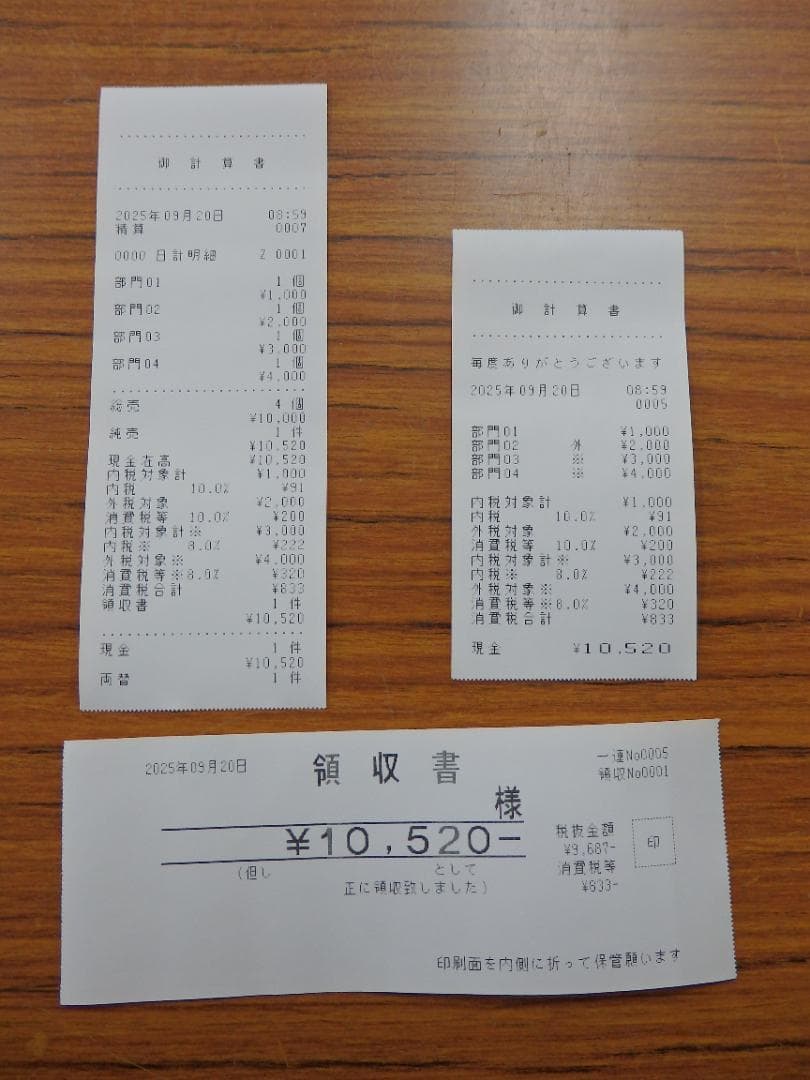 御計算書
2025年09月20日 08:59
精算 0007
0000 日計明細 Z 0001
部門01 1 個
¥1,000
部門02 1 個
¥2,000
部門03 1 個
¥3,000
部門04 1 個
¥4,000
総売 4 個
¥10,000
純売 1 件
¥10,520
現金在高 ¥10,520
内税対象計 ¥1,000
内税 10.0% ¥91
外税対象 ¥2,000
消費税等 10.0% ¥200
内税対象計※ ¥3,000
内税※ 8.0% ¥222
外税対象※ ¥4,000
消費税等※8.0% ¥320
消費税合計 ¥833
領収書 1 件
¥10,520
現金 1 件
¥10,520
両替 1 件
御計算書
毎度ありがとうございます
2025年09月20日 08:59
0005
部門01 ¥1,000
部門02 外 ¥2,000
部門03 ※ ¥3,000
部門04 ※ ¥4,000
内税対象計 ¥1,000
内税 10.0% ¥91
外税対象 ¥2,000
消費税等 10.0% ¥200
内税対象計※ ¥3,000
内税※ 8.0% ¥222
外税対象※ ¥4,000
消費税等※8.0% ¥320
消費税合計 ¥833
現金 ¥10,520
2025年09月20日 領収書 一連No0005
領収No0001
様
¥10,520-
税抜金額
¥9,687-
消費税等
¥833-
印
(但し として
正に領収致しました)
印刷面を内側に折って保管願います